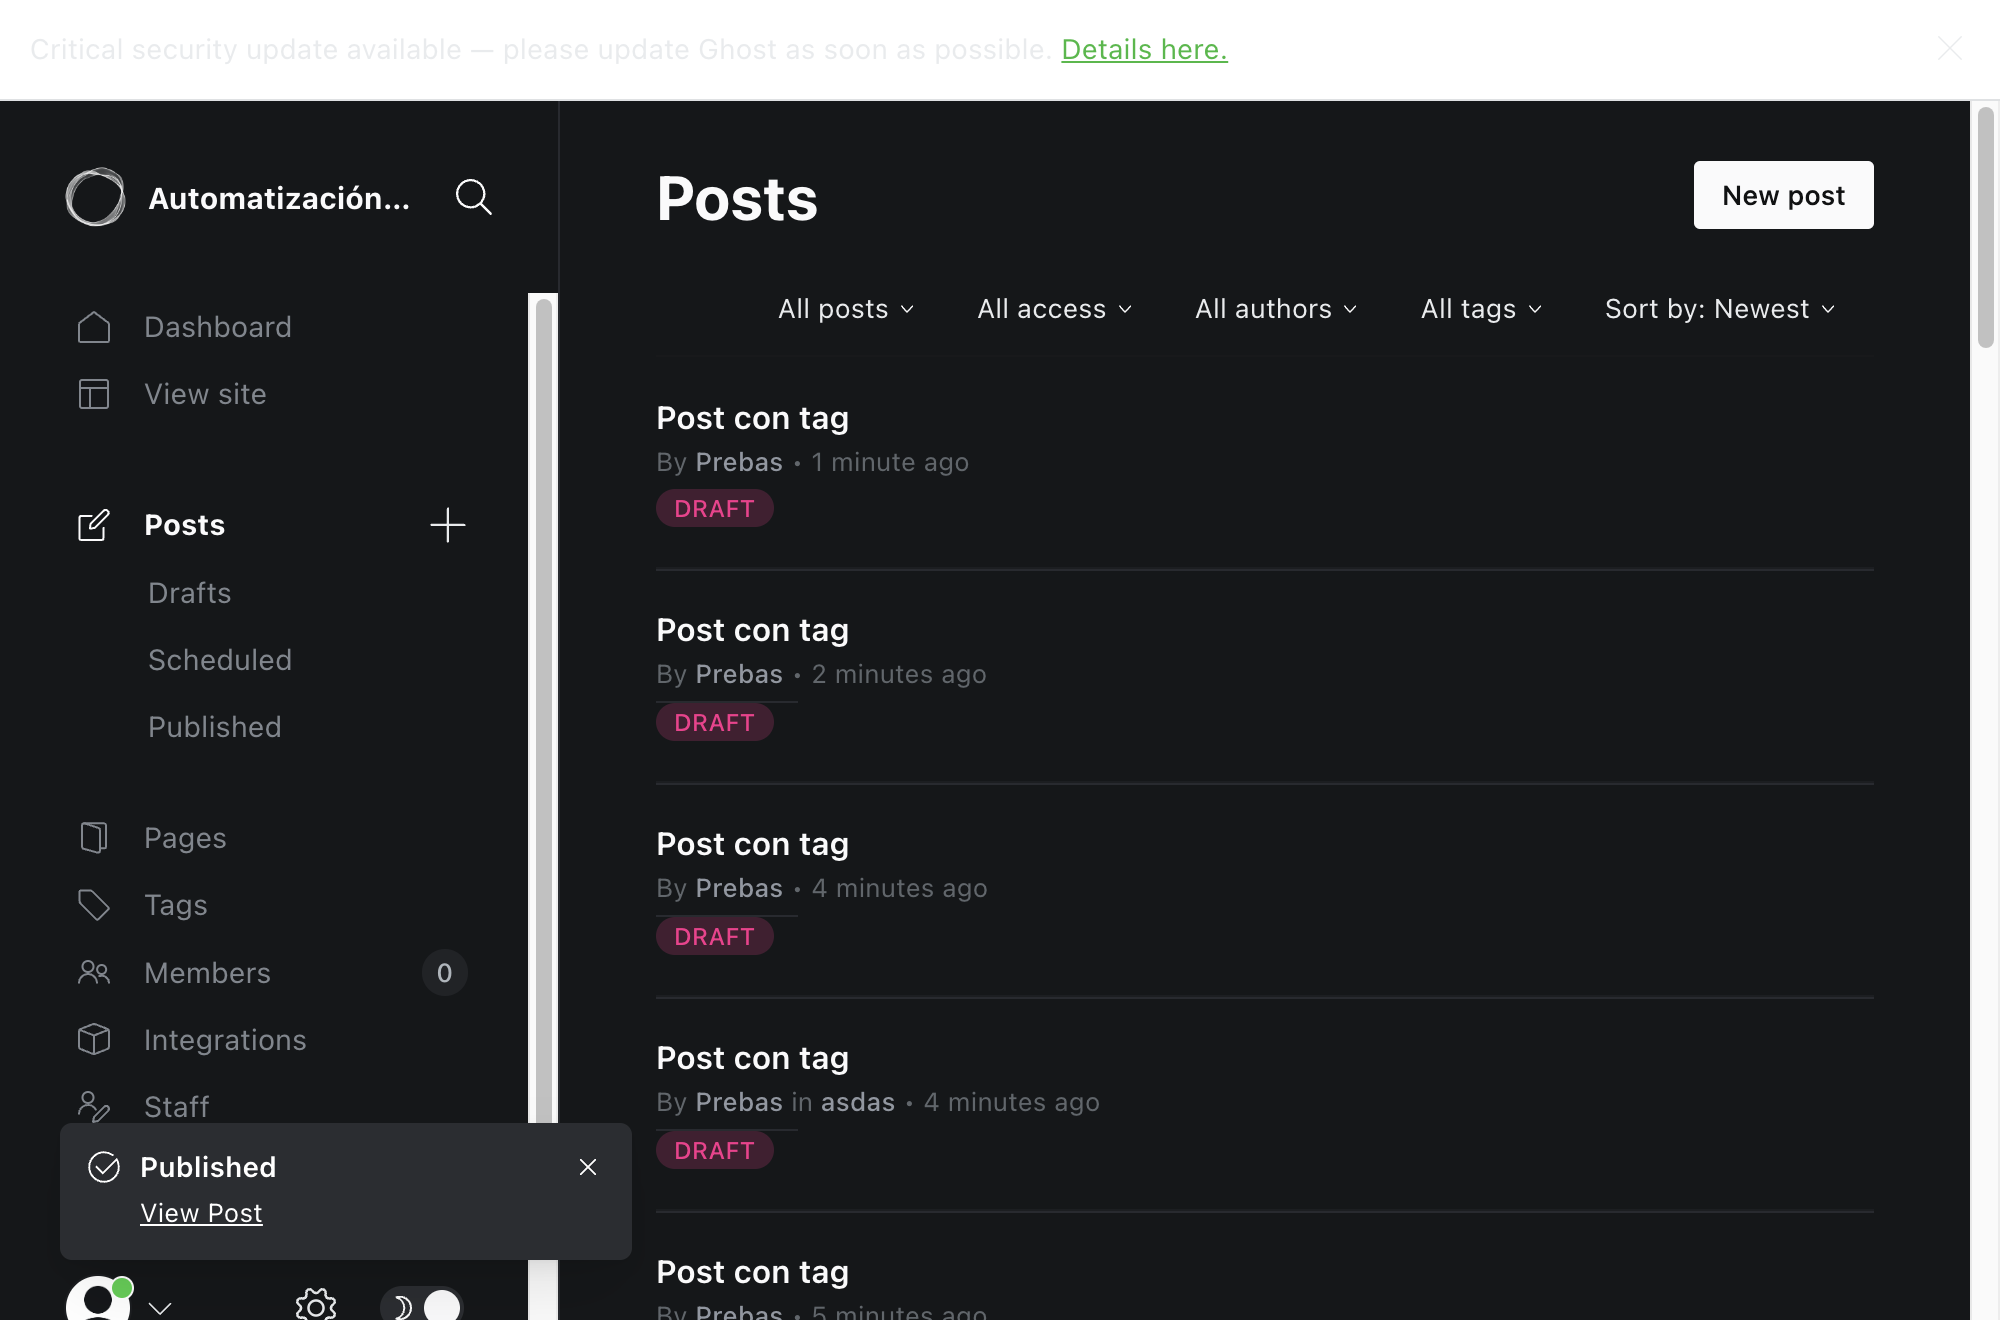 Critical security update available — please update Ghost as soon as possible. Details here.
Automatización...
Dashboard
View site
Posts
Drafts
Scheduled
Published
Pages
Tags
Members 0
Integrations
Staff
Published
View Post
Posts
New post
All posts All access All authors All tags Sort by: Newest
Post con tag
By Prebas • 1 minute ago
DRAFT
Post con tag
By Prebas • 2 minutes ago
DRAFT
Post con tag
By Prebas • 4 minutes ago
DRAFT
Post con tag
By Prebas in asdas • 4 minutes ago
DRAFT
Post con tag
By Prebas • 5 minutes ago